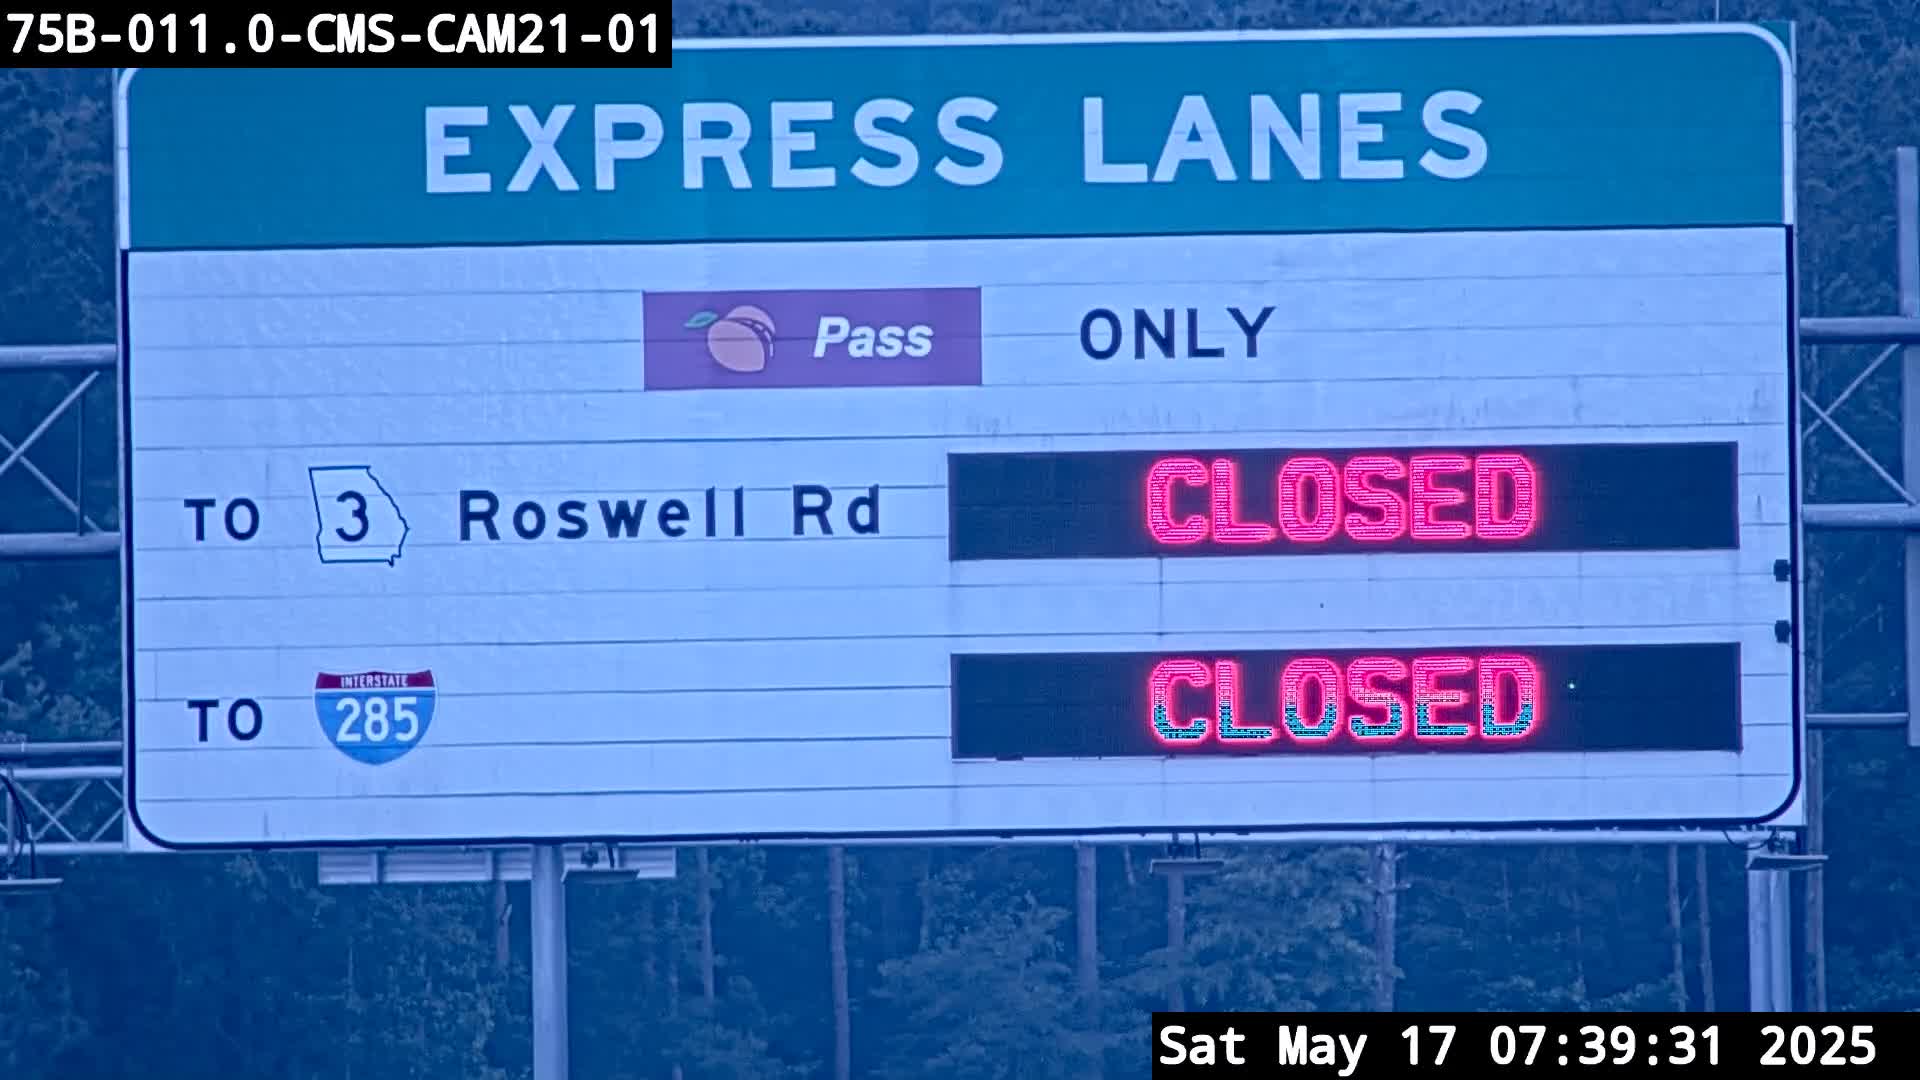 75B-011.0-CMS-CAM21-01
EXPRESS LANES
Pass ONLY
TO 3 Roswell Rd CLOSED
TO INTERSTATE 285 CLOSED
Sat May 17 07:39:31 2025